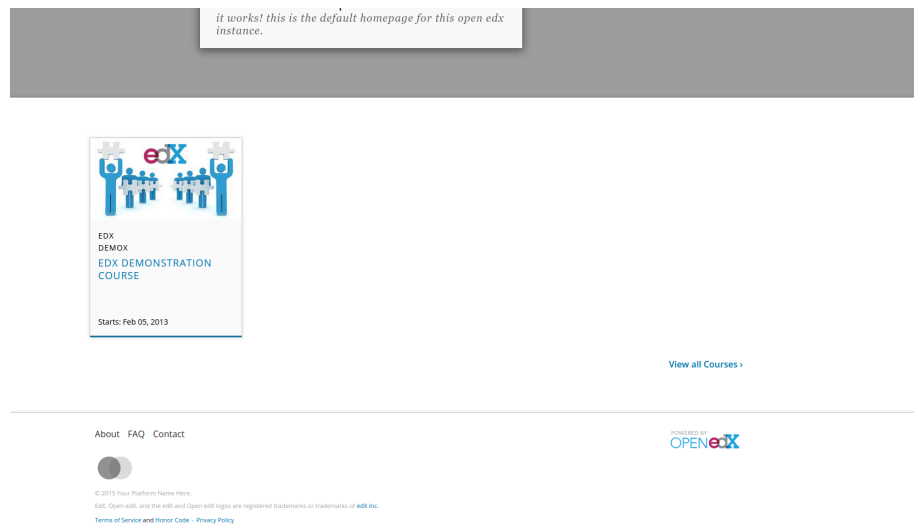 it works! this is the default homepage for this open edx
instance.
edX
EDX
DEMOX
EDX DEMONSTRATION
COURSE
Starts: Feb 05, 2013
View all Courses ›
About FAQ Contact
POWERED BY
OPEN edX
© 2015 Your Platform Name Here.
EdX, Open edX, and the edX and Open edX logos are registered trademarks or trademarks of edX Inc.
Terms of Service and Honor Code - Privacy Policy